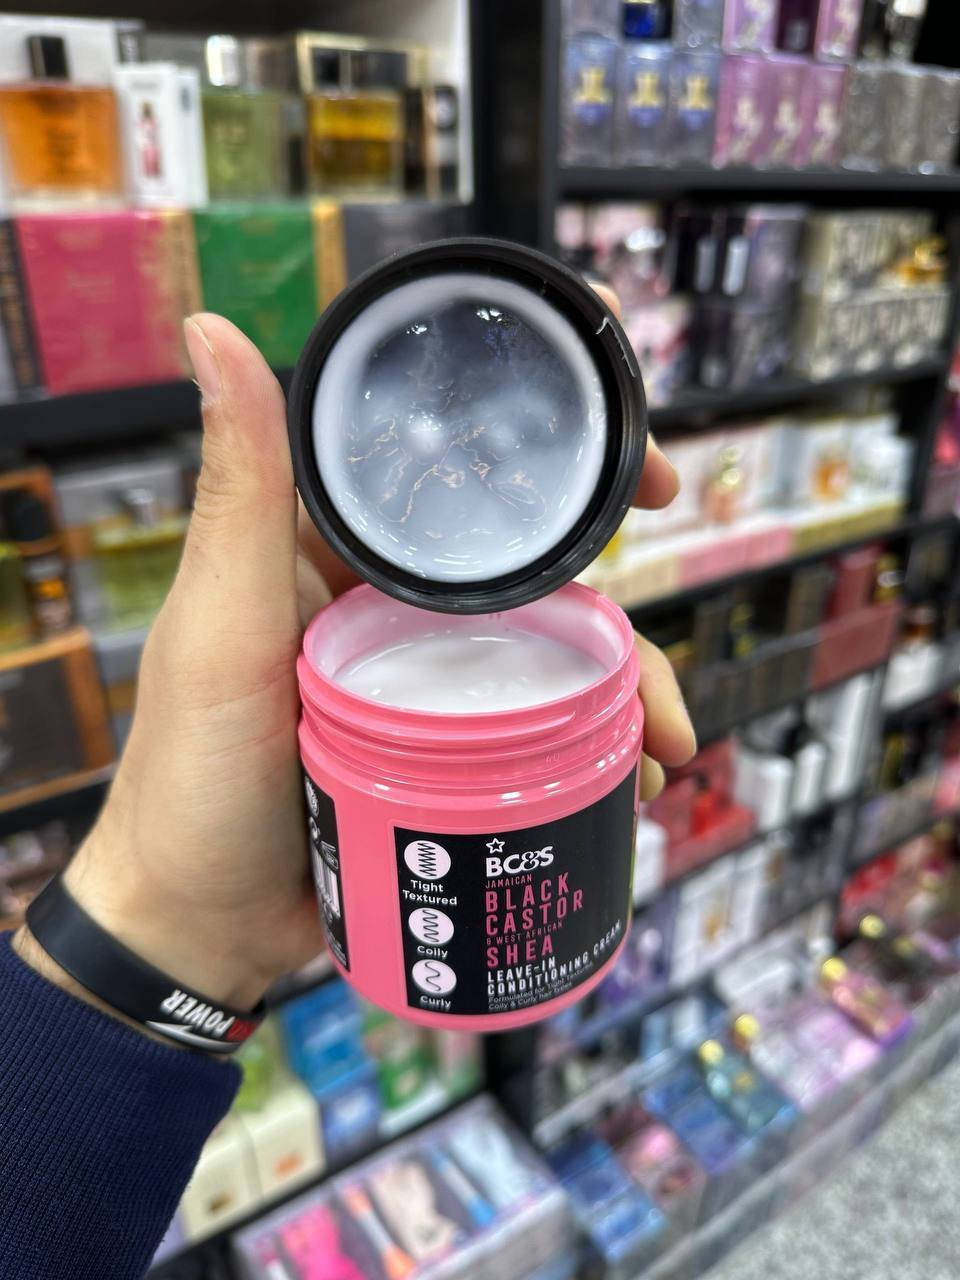 BC&S
JAMAICAN
BLACK
CASTOR
& WEST AFRICAN
SHEA
LEAVE-IN
CONDITIONING CREAM
Formulated for Tight Textured,
Coily & Curly hair Types
Tight
Textured
Coily
Curly
POWER